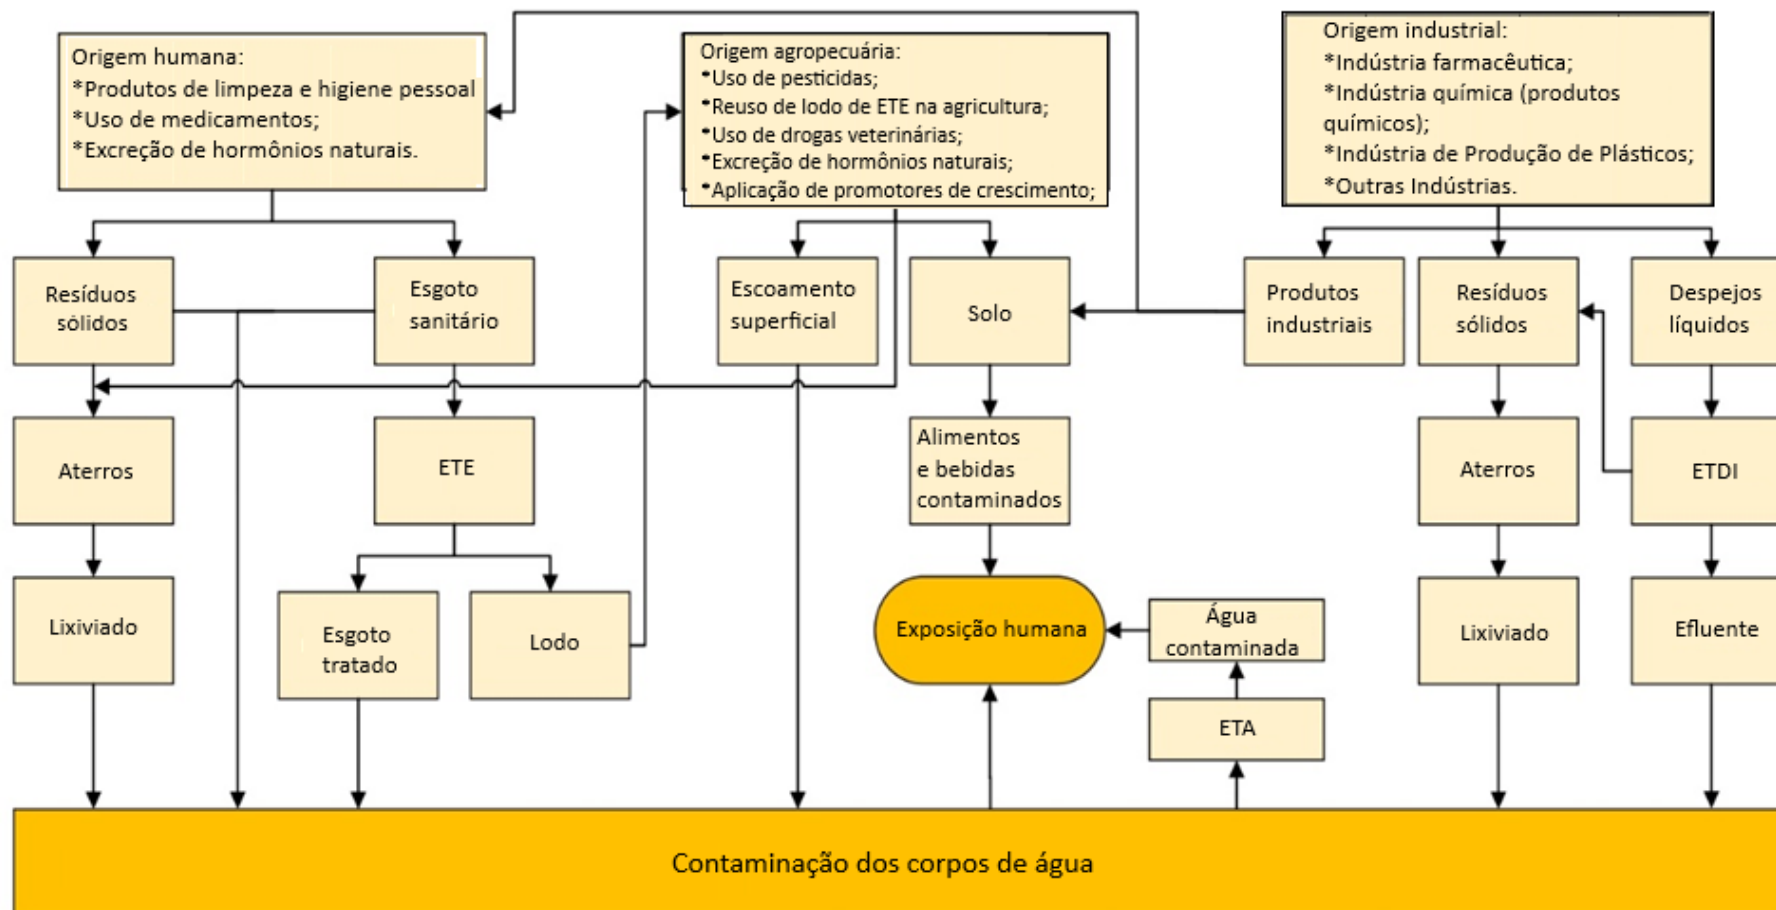 Origem humana:
*Produtos de limpeza e higiene pessoal
*Uso de medicamentos;
*Excreção de hormônios naturais.
Origem agropecuária:
*Uso de pesticidas;
*Reuso de lodo de ETE na agricultura;
*Uso de drogas veterinárias;
*Excreção de hormônios naturais;
*Aplicação de promotores de crescimento;
Origem industrial:
*Indústria farmacêutica;
*Indústria química (produtos
químicos);
*Indústria de Produção de Plásticos;
*Outras Indústrias.
Resíduos
sólidos
Esgoto
sanitário
Escoamento
superficial
Solo
Produtos
industriais
Resíduos
sólidos
Despejos
líquidos
Aterros
ETE
Alimentos
e bebidas
contaminados
Aterros
ETDI
Lixiviado
Esgoto
tratado
Lodo
Exposição humana
Água
contaminada
ETA
Lixiviado
Efluente
Contaminação dos corpos de água